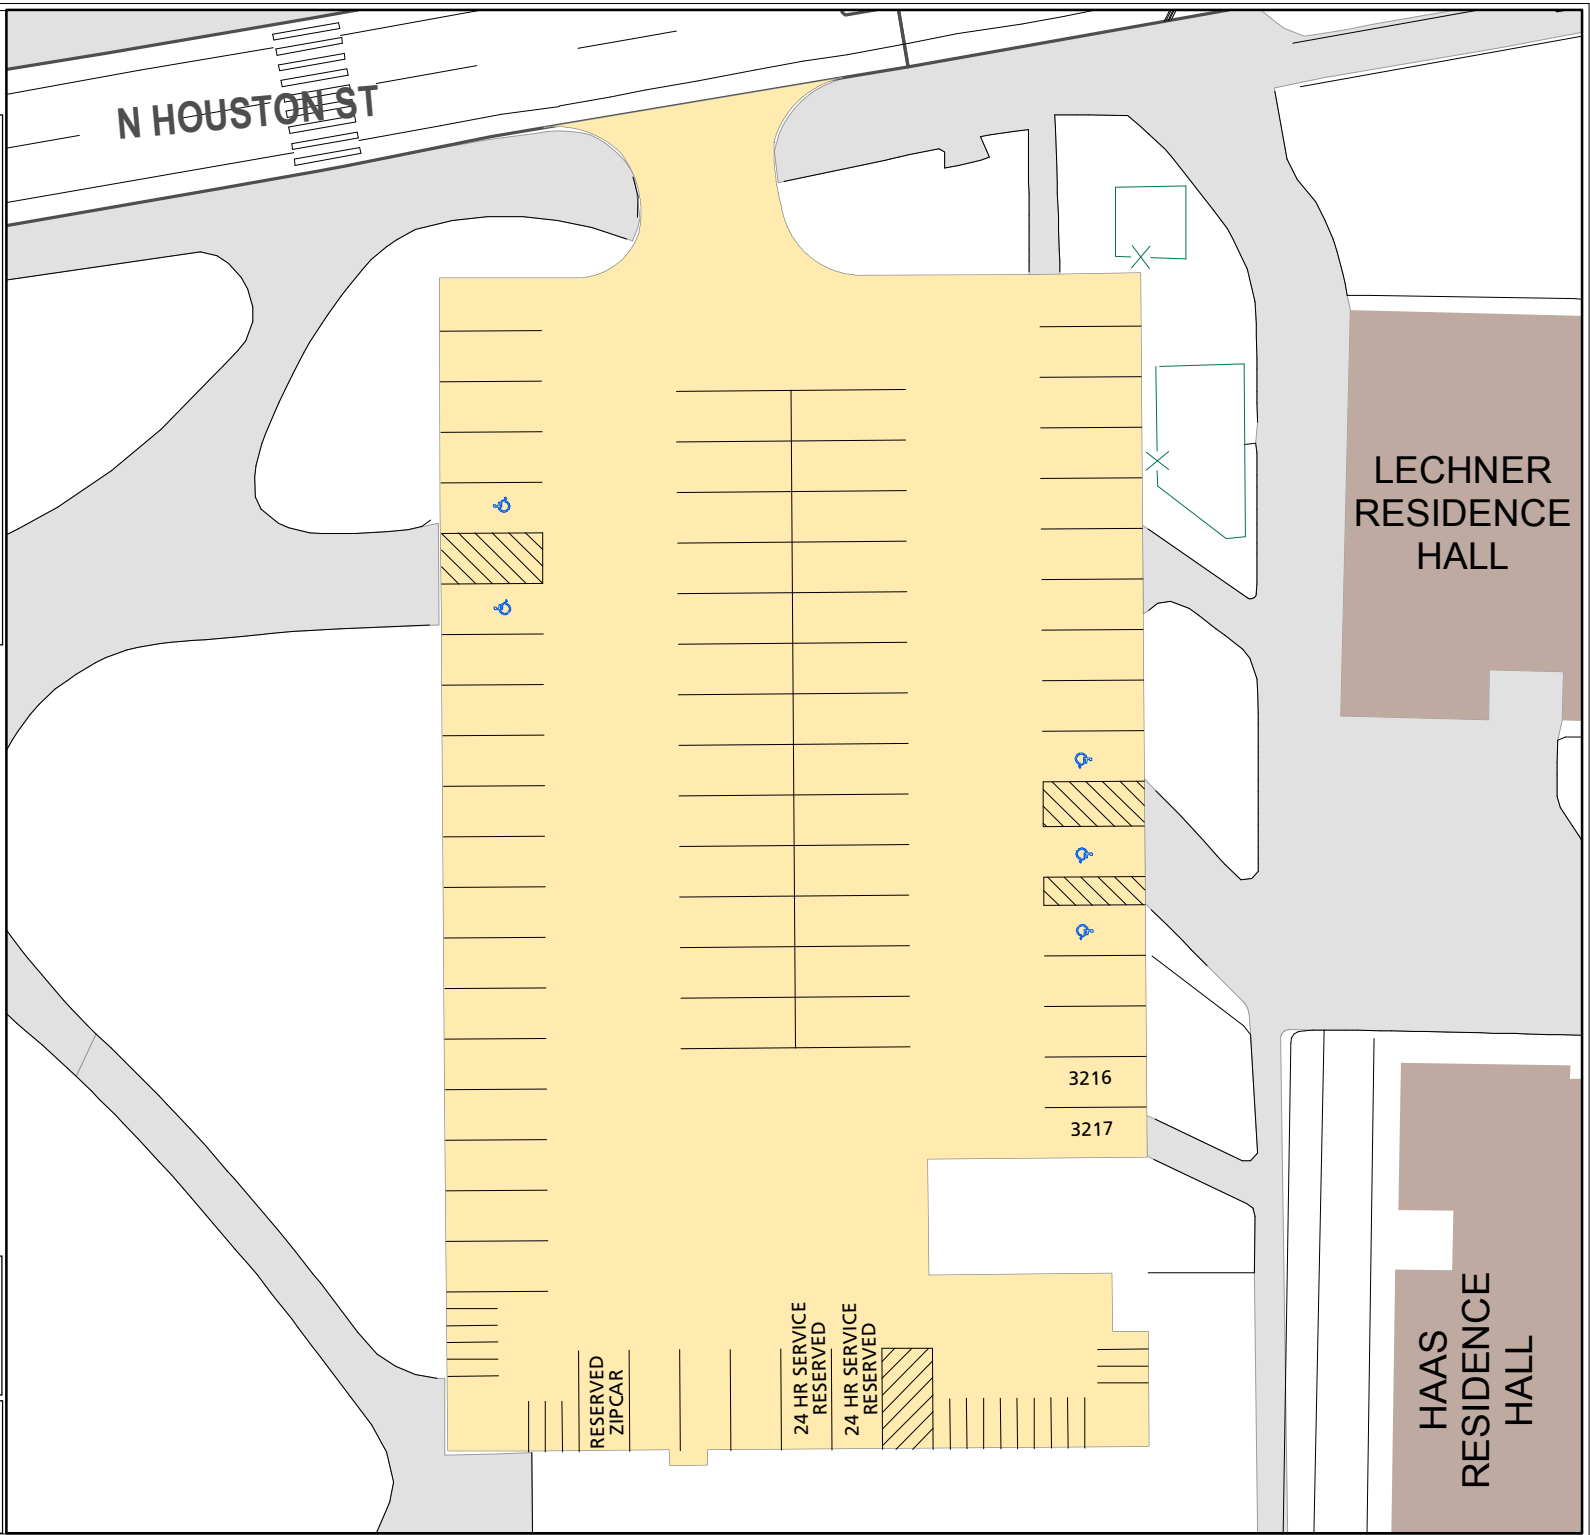 N HOUSTON ST
LECHNER
RESIDENCE
HALL
3216
3217
RESERVED
ZIPCAR
24 HR SERVICE
RESERVED
24 HR SERVICE
RESERVED
HAAS
RESIDENCE
HALL